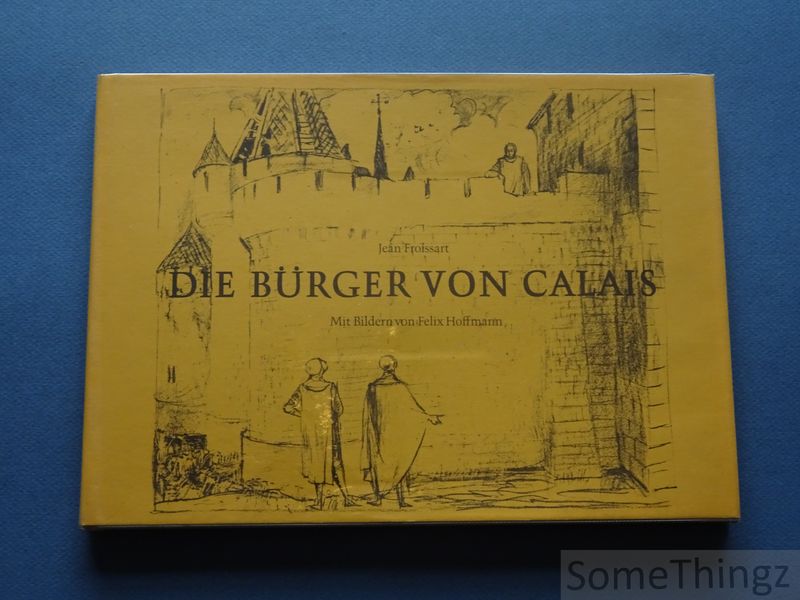 Jean Froissart
DIE BÜRGER VON CALAIS
Mit Bildern von Felix Hoffmann
SomeThingz